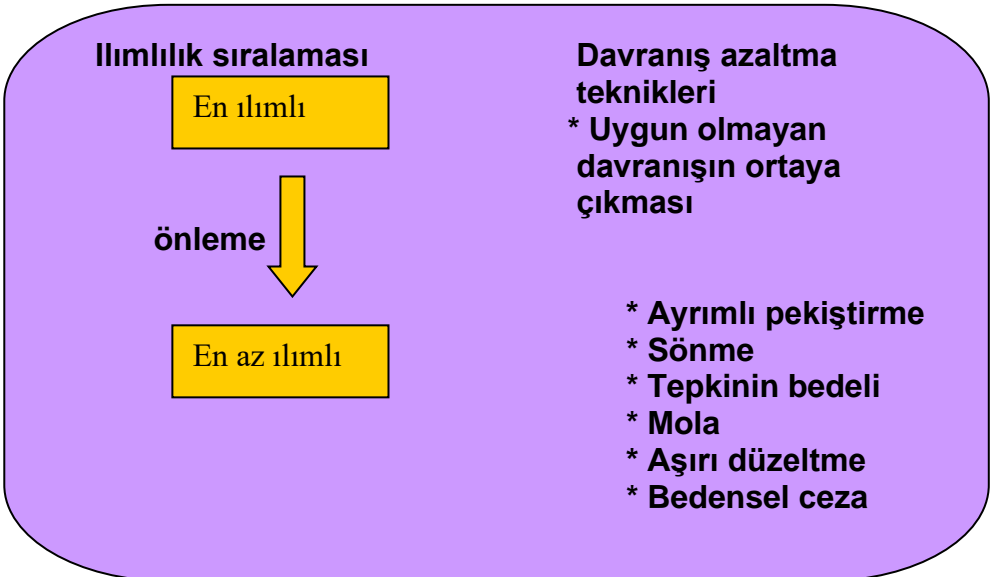 Ilımlılık sıralaması
En ılımlı
önleme
En az ılımlı
Davranış azaltma
teknikleri
* Uygun olmayan
davranışın ortaya
çıkması
* Ayrımlı pekiştirme
* Sönme
* Tepkinin bedeli
* Mola
* Aşırı düzeltme
* Bedensel ceza